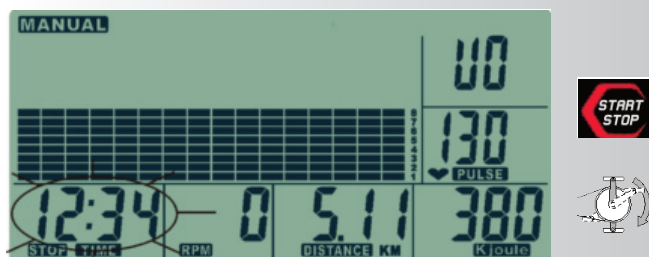 MANUAL
U0
8
7
6
5
4
3
2
1
130
PULSE
12:34 0 5.11 380
STOP TIME RPM DISTANCE KM Kjoule
START
STOP